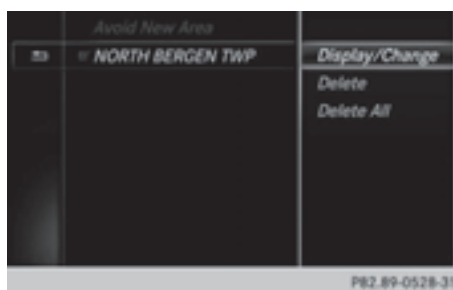 Avoid New Area
NORTH BERGEN TWP
Display/Change
Delete
Delete All
P82.89-0528-31